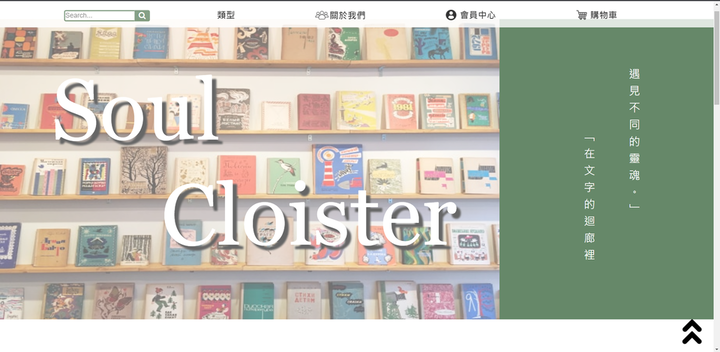 Search...
類型
關於我們
會員中心
購物車
Soul
Cloister
「在文字的迴廊裡
遇見不同的靈魂。」